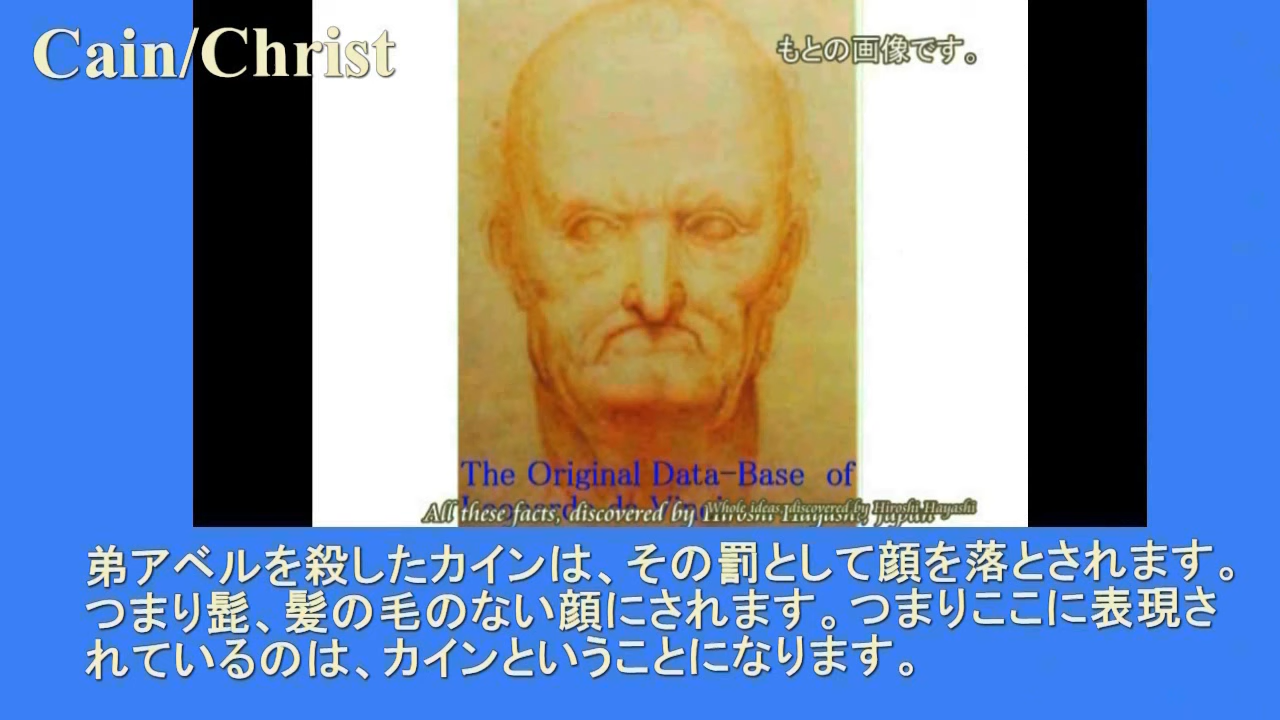 Cain/Christ
もとの画像です。
The Original Data-Base of
Leonardo da Vinci
All these facts, discovered by Hiroshi Hayashi, Japan
Whole ideas, discovered by Hiroshi Hayashi
弟アベルを殺したカインは、その罰として顔を落とされます。
つまり髭、髪の毛のない顔にされます。つまりここに表現さ
れているのは、カインということになります。